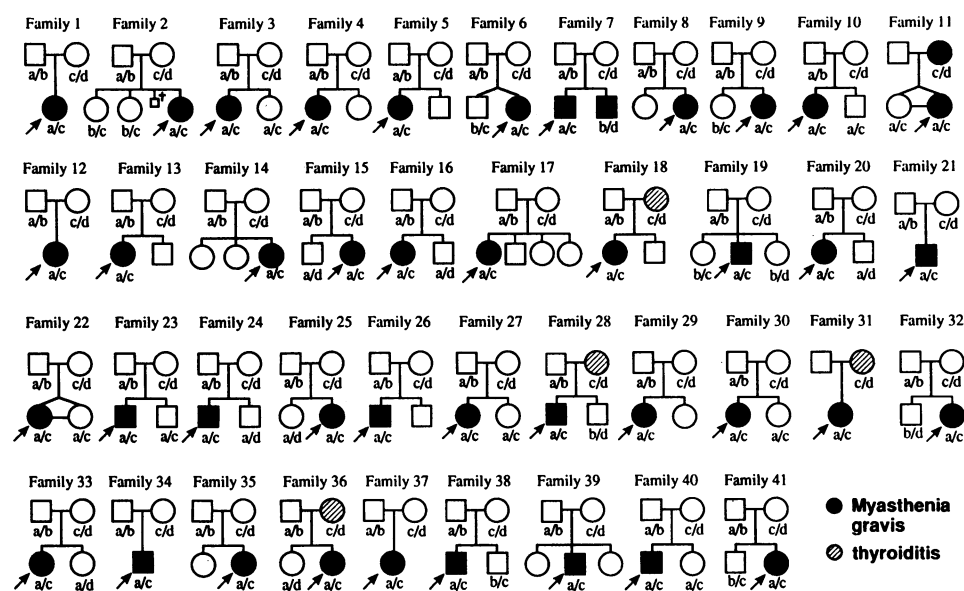 Family 1 Family 2 Family 3 Family 4 Family 5 Family 6 Family 7 Family 8 Family 9 Family 10 Family 11
a/b c/d a/b c/d a/b c/d a/b c/d a/b c/d a/b c/d a/b c/d a/b c/d a/b c/d a/b c/d c/d
a/c b/c b/c † a/c a/c a/c a/c a/c b/c a/c a/c b/d a/c b/c a/c a/c a/c a/c a/c
Family 12 Family 13 Family 14 Family 15 Family 16 Family 17 Family 18 Family 19 Family 20 Family 21
a/b c/d a/b c/d a/b c/d a/b c/d a/b c/d a/b c/d a/b c/d a/b c/d a/b c/d a/b c/d
a/c a/c a/c a/d a/c a/c a/d a/c a/c b/c a/c b/d a/c a/d a/c
Family 22 Family 23 Family 24 Family 25 Family 26 Family 27 Family 28 Family 29 Family 30 Family 31 Family 32
a/b c/d a/b c/d a/b c/d a/b c/d a/b c/d a/b c/d a/b c/d a/b c/d a/b c/d c/d a/b c/d
a/c a/c a/c a/c a/c a/d a/d a/c a/c a/c a/c a/c b/d a/c a/c a/c a/c b/d a/c
Family 33 Family 34 Family 35 Family 36 Family 37 Family 38 Family 39 Family 40 Family 41
a/b c/d a/b c/d a/b c/d a/b c/d a/b c/d a/b c/d a/b c/d a/b c/d a/b c/d
a/c a/d a/c a/c a/d a/c a/c a/c b/c a/c a/c a/c b/c a/c
Myasthenia
gravis
thyroiditis